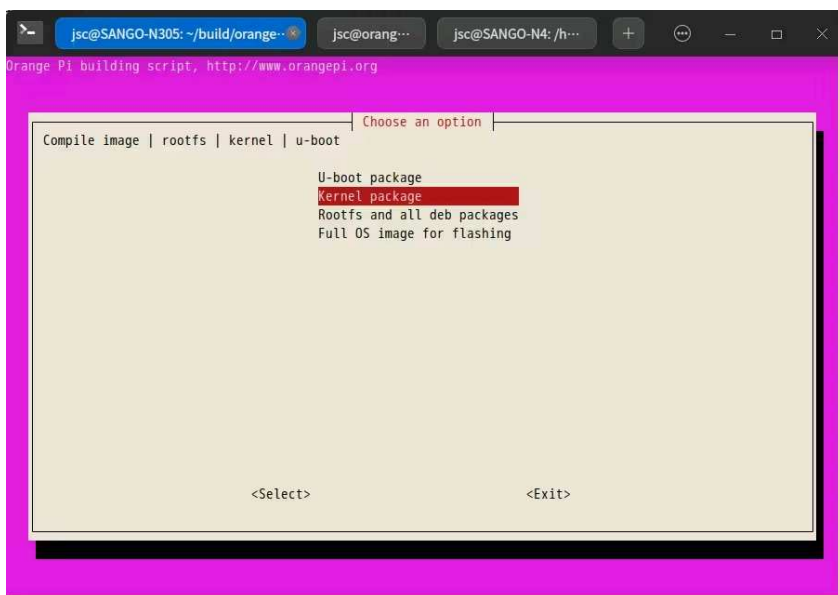 >_ jsc@SANGO-N305: ~/build/orange··· jsc@orang··· jsc@SANGO-N4: /h···
Orange Pi building script, http://www.orangepi.org
Choose an option
Compile image | rootfs | kernel | u-boot
U-boot package
Kernel package
Rootfs and all deb packages
Full OS image for flashing
<Select> <Exit>